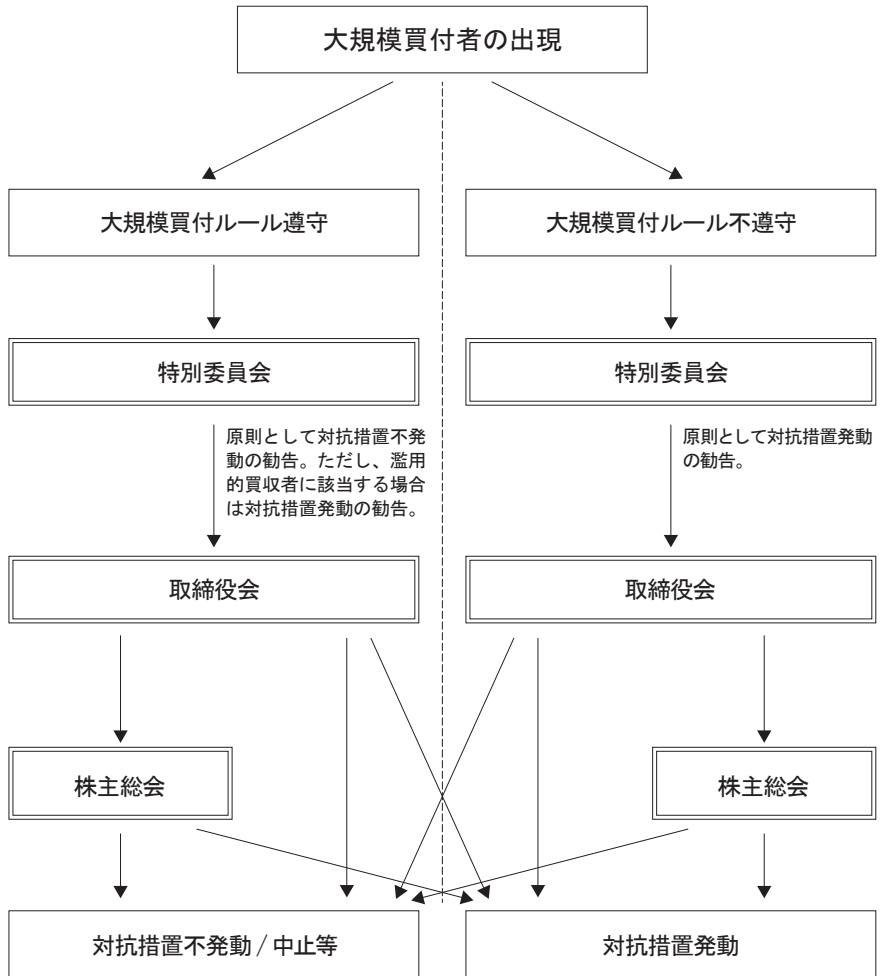 大規模買付者の出現
大規模買付ルール遵守
大規模買付ルール不遵守
特別委員会
特別委員会
原則として対抗措置不発
動の勧告。ただし、濫用
的買収者に該当する場合
は対抗措置発動の勧告。
原則として対抗措置発動
の勧告。
取締役会
取締役会
株主総会
株主総会
対抗措置不発動 / 中止等
対抗措置発動